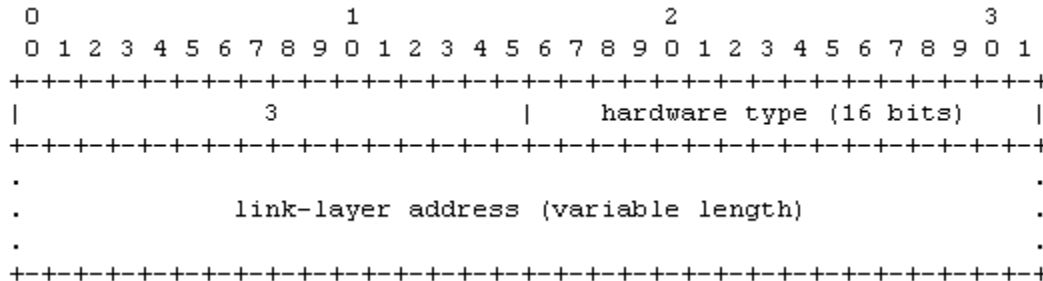 0                   1                   2                   3
 0 1 2 3 4 5 6 7 8 9 0 1 2 3 4 5 6 7 8 9 0 1 2 3 4 5 6 7 8 9 0 1
+-+-+-+-+-+-+-+-+-+-+-+-+-+-+-+-+-+-+-+-+-+-+-+-+-+-+-+-+-+-+-+-+
|               3               |    hardware type (16 bits)    |
+-+-+-+-+-+-+-+-+-+-+-+-+-+-+-+-+-+-+-+-+-+-+-+-+-+-+-+-+-+-+-+-+
.                                                               .
.             link-layer address (variable length)              .
.                                                               .
+-+-+-+-+-+-+-+-+-+-+-+-+-+-+-+-+-+-+-+-+-+-+-+-+-+-+-+-+-+-+-+-+